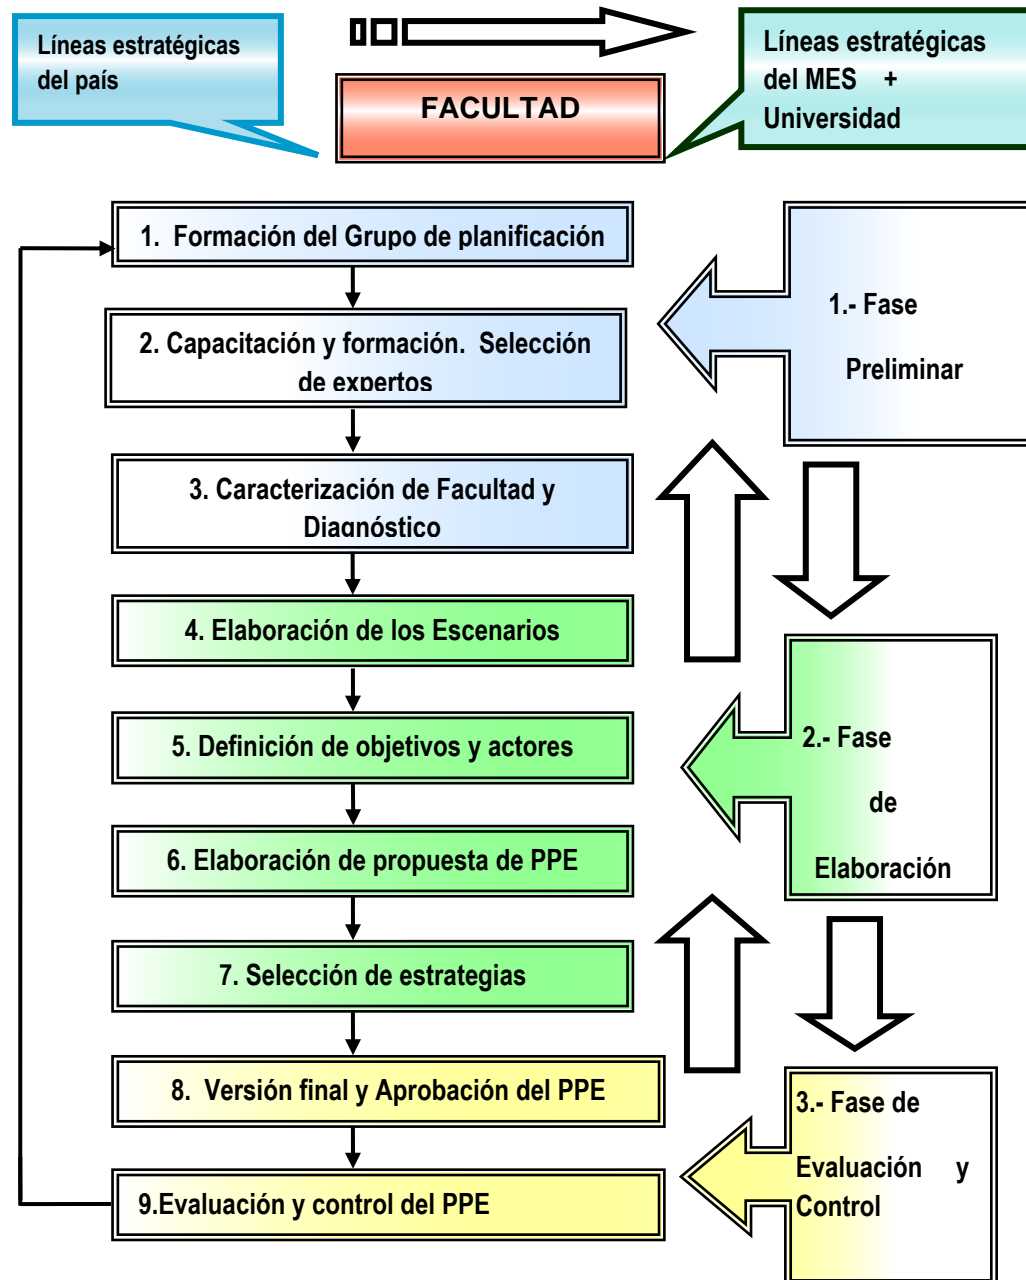 Líneas estratégicas
del país
FACULTAD
Líneas estratégicas
del MES +
Universidad
1. Formación del Grupo de planificación
2. Capacitación y formación. Selección
de expertos
3. Caracterización de Facultad y
Diagnóstico
4. Elaboración de los Escenarios
5. Definición de objetivos y actores
6. Elaboración de propuesta de PPE
7. Selección de estrategias
8. Versión final y Aprobación del PPE
9.Evaluación y control del PPE
1.- Fase
Preliminar
2.- Fase
de
Elaboración
3.- Fase de
Evaluación y
Control